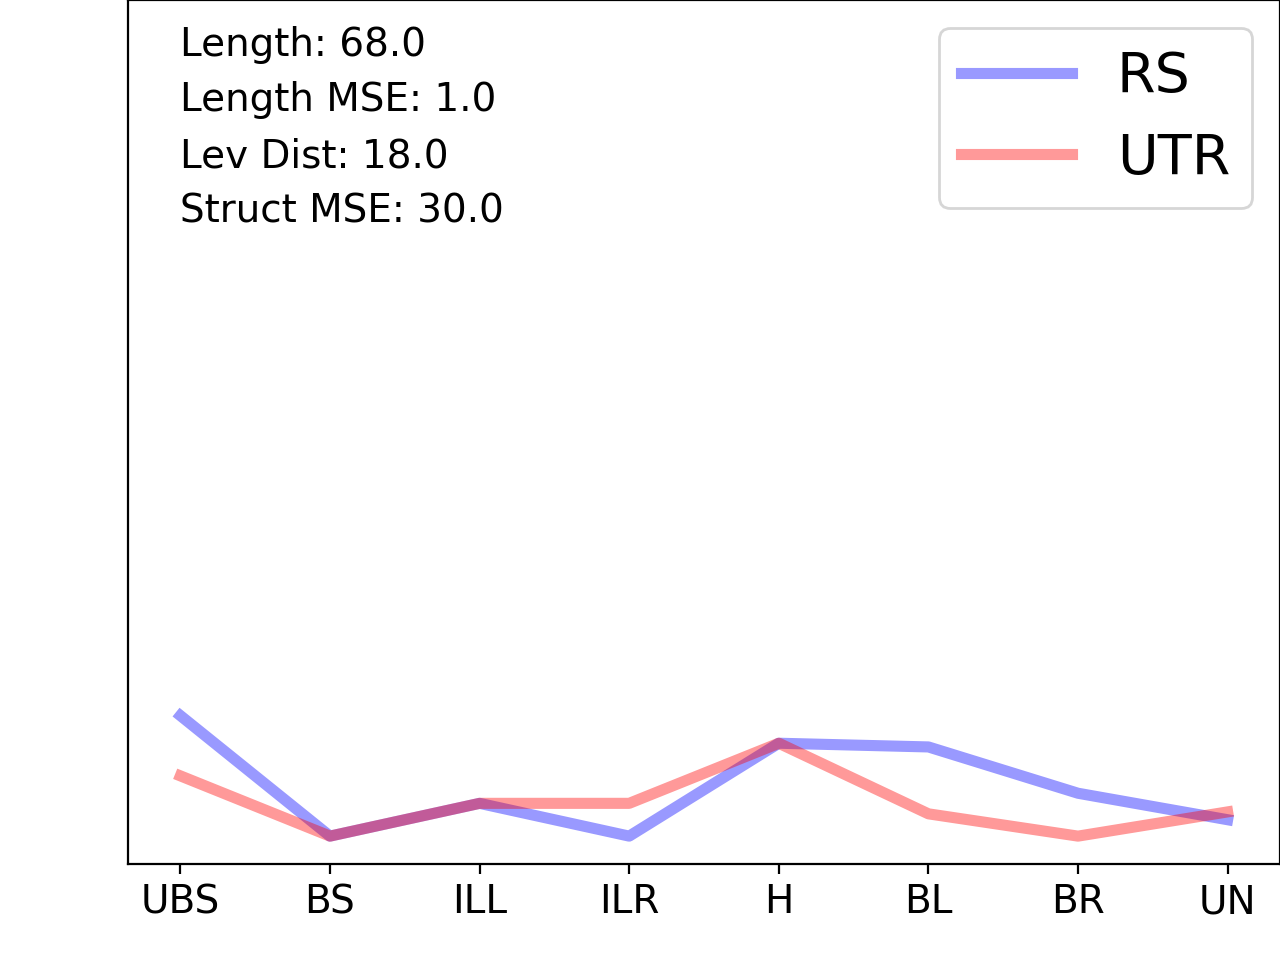 Length: 68.0
Length MSE: 1.0
Lev Dist: 18.0
Struct MSE: 30.0
RS
UTR
UBS BS ILL ILR H BL BR UN